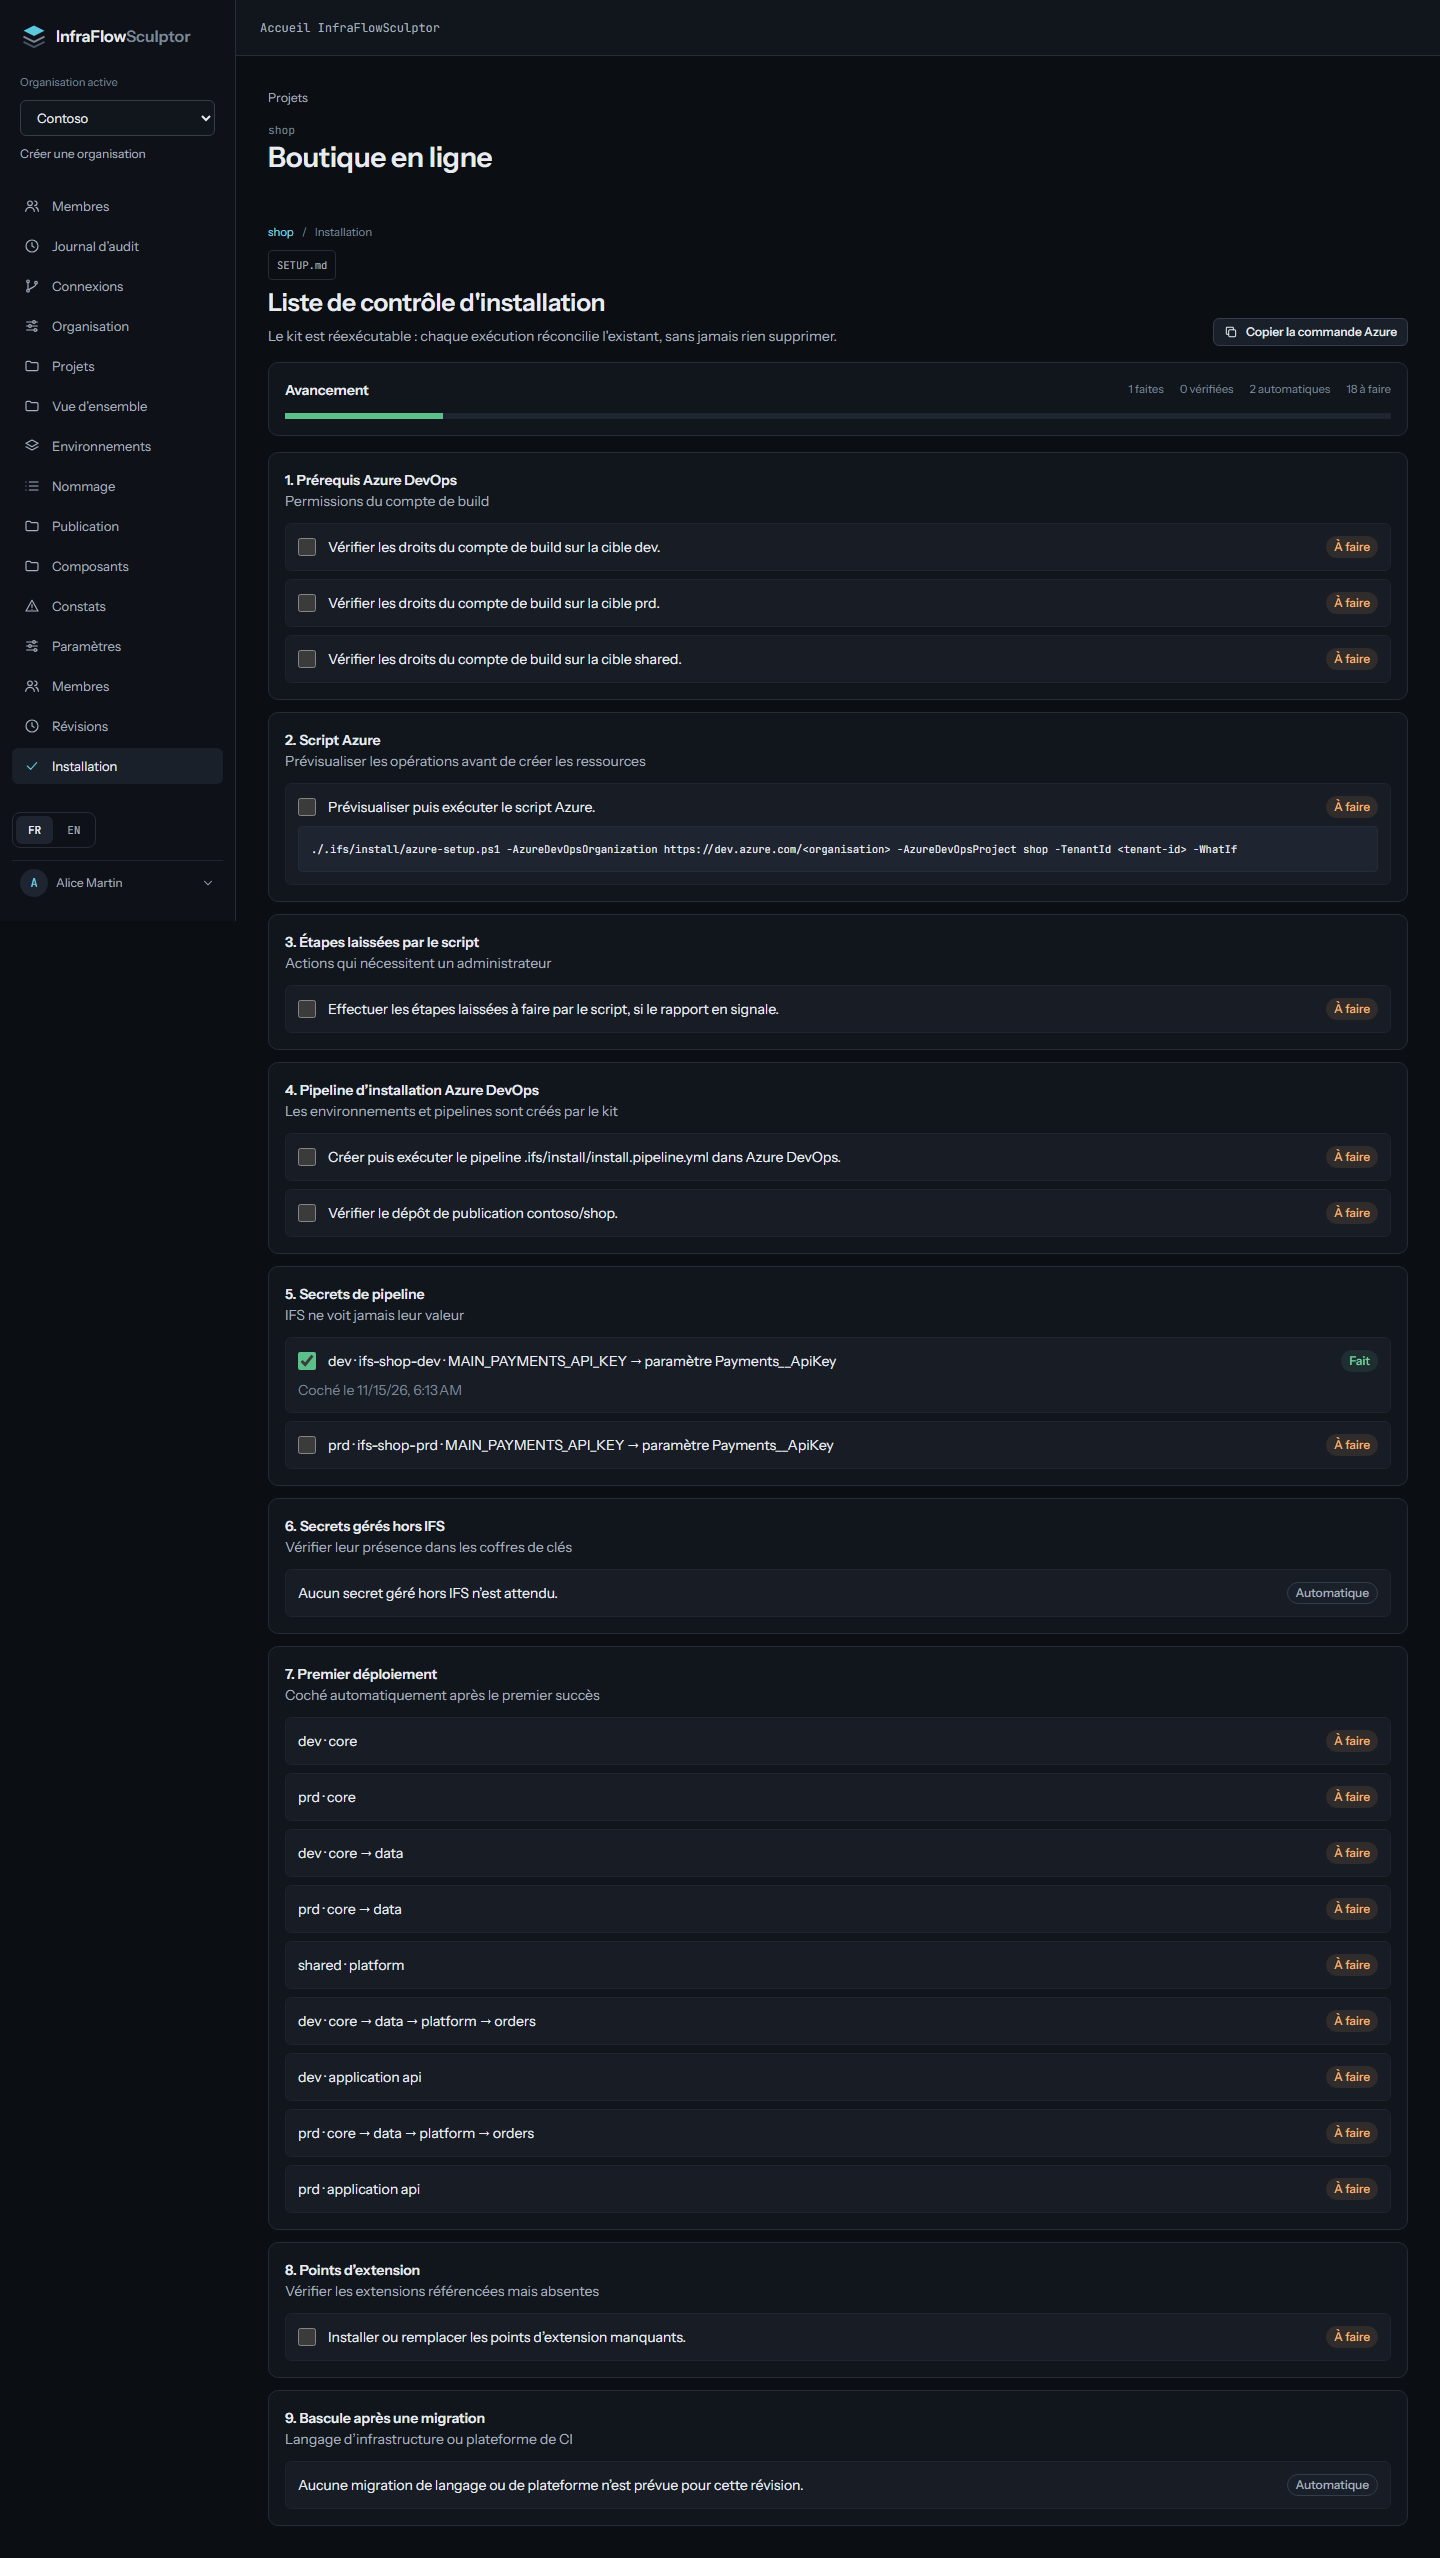 InfraFlowSculptor
Accueil InfraFlowSculptor
Organisation active
Contoso
Créer une organisation
Membres
Journal d'audit
Connexions
Organisation
Projets
Vue d'ensemble
Environnements
Nommage
Publication
Composants
Constats
Paramètres
Membres
Révisions
Installation
FR EN
A Alice Martin
Projets
shop
Boutique en ligne
shop / Installation
SETUP.md
Liste de contrôle d'installation
Le kit est réexécutable : chaque exécution réconcilie l'existant, sans jamais rien supprimer.
Copier la commande Azure
Avancement
1 faites 0 vérifiées 2 automatiques 18 à faire
1. Prérequis Azure DevOps
Permissions du compte de build
Vérifier les droits du compte de build sur la cible dev. À faire
Vérifier les droits du compte de build sur la cible prd. À faire
Vérifier les droits du compte de build sur la cible shared. À faire
2. Script Azure
Prévisualiser les opérations avant de créer les ressources
Prévisualiser puis exécuter le script Azure. À faire
./.ifs/install/azure-setup.ps1 -AzureDevOpsOrganization https://dev.azure.com/<organisation> -AzureDevOpsProject shop -TenantId <tenant-id> -WhatIf
3. Étapes laissées par le script
Actions qui nécessitent un administrateur
Effectuer les étapes laissées à faire par le script, si le rapport en signale. À faire
4. Pipeline d'installation Azure DevOps
Les environnements et pipelines sont créés par le kit
Créer puis exécuter le pipeline .ifs/install/install.pipeline.yml dans Azure DevOps. À faire
Vérifier le dépôt de publication contoso/shop. À faire
5. Secrets de pipeline
IFS ne voit jamais leur valeur
dev · ifs-shop-dev · MAIN_PAYMENTS_API_KEY → paramètre Payments__ApiKey Fait
Coché le 11/15/26, 6:13 AM
prd · ifs-shop-prd · MAIN_PAYMENTS_API_KEY → paramètre Payments__ApiKey À faire
6. Secrets gérés hors IFS
Vérifier leur présence dans les coffres de clés
Aucun secret géré hors IFS n'est attendu. Automatique
7. Premier déploiement
Coché automatiquement après le premier succès
dev · core À faire
prd · core À faire
dev · core → data À faire
prd · core → data À faire
shared · platform À faire
dev · core → data → platform → orders À faire
dev · application api À faire
prd · core → data → platform → orders À faire
prd · application api À faire
8. Points d'extension
Vérifier les extensions référencées mais absentes
Installer ou remplacer les points d'extension manquants. À faire
9. Bascule après une migration
Langage d'infrastructure ou plateforme de CI
Aucune migration de langage ou de plateforme n'est prévue pour cette révision. Automatique